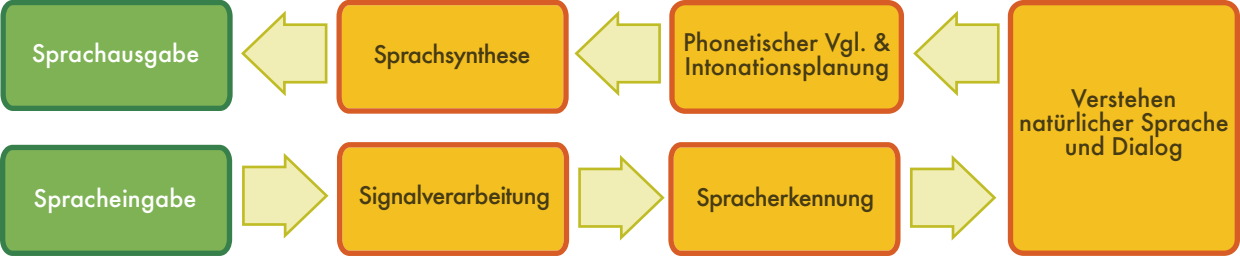 Sprachausgabe
Sprachsynthese
Phonetischer Vgl. &
Intonationsplanung
Verstehen
natürlicher Sprache
und Dialog
Spracheingabe
Signalverarbeitung
Spracherkennung